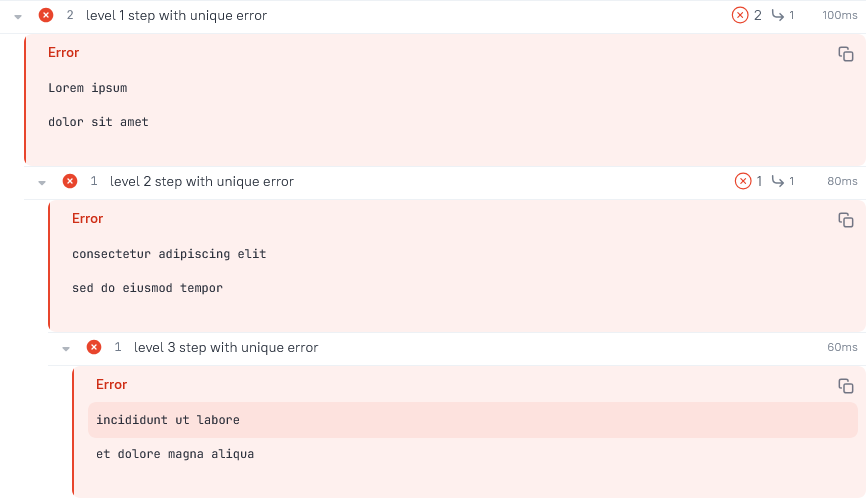 2 level 1 step with unique error 2 1 100ms
Error
Lorem ipsum
dolor sit amet
1 level 2 step with unique error 1 1 80ms
Error
consectetur adipiscing elit
sed do eiusmod tempor
1 level 3 step with unique error 60ms
Error
incididunt ut labore
et dolore magna aliqua